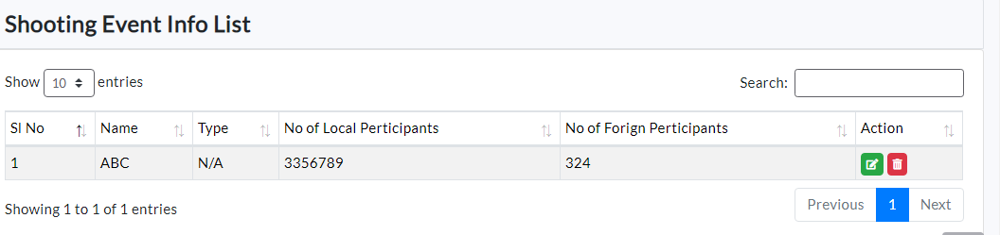 Shooting Event Info List
Show 10 entries Search:
Sl No Name Type No of Local Perticipants No of Forign Perticipants Action
1 ABC N/A 3356789 324
Showing 1 to 1 of 1 entries Previous 1 Next